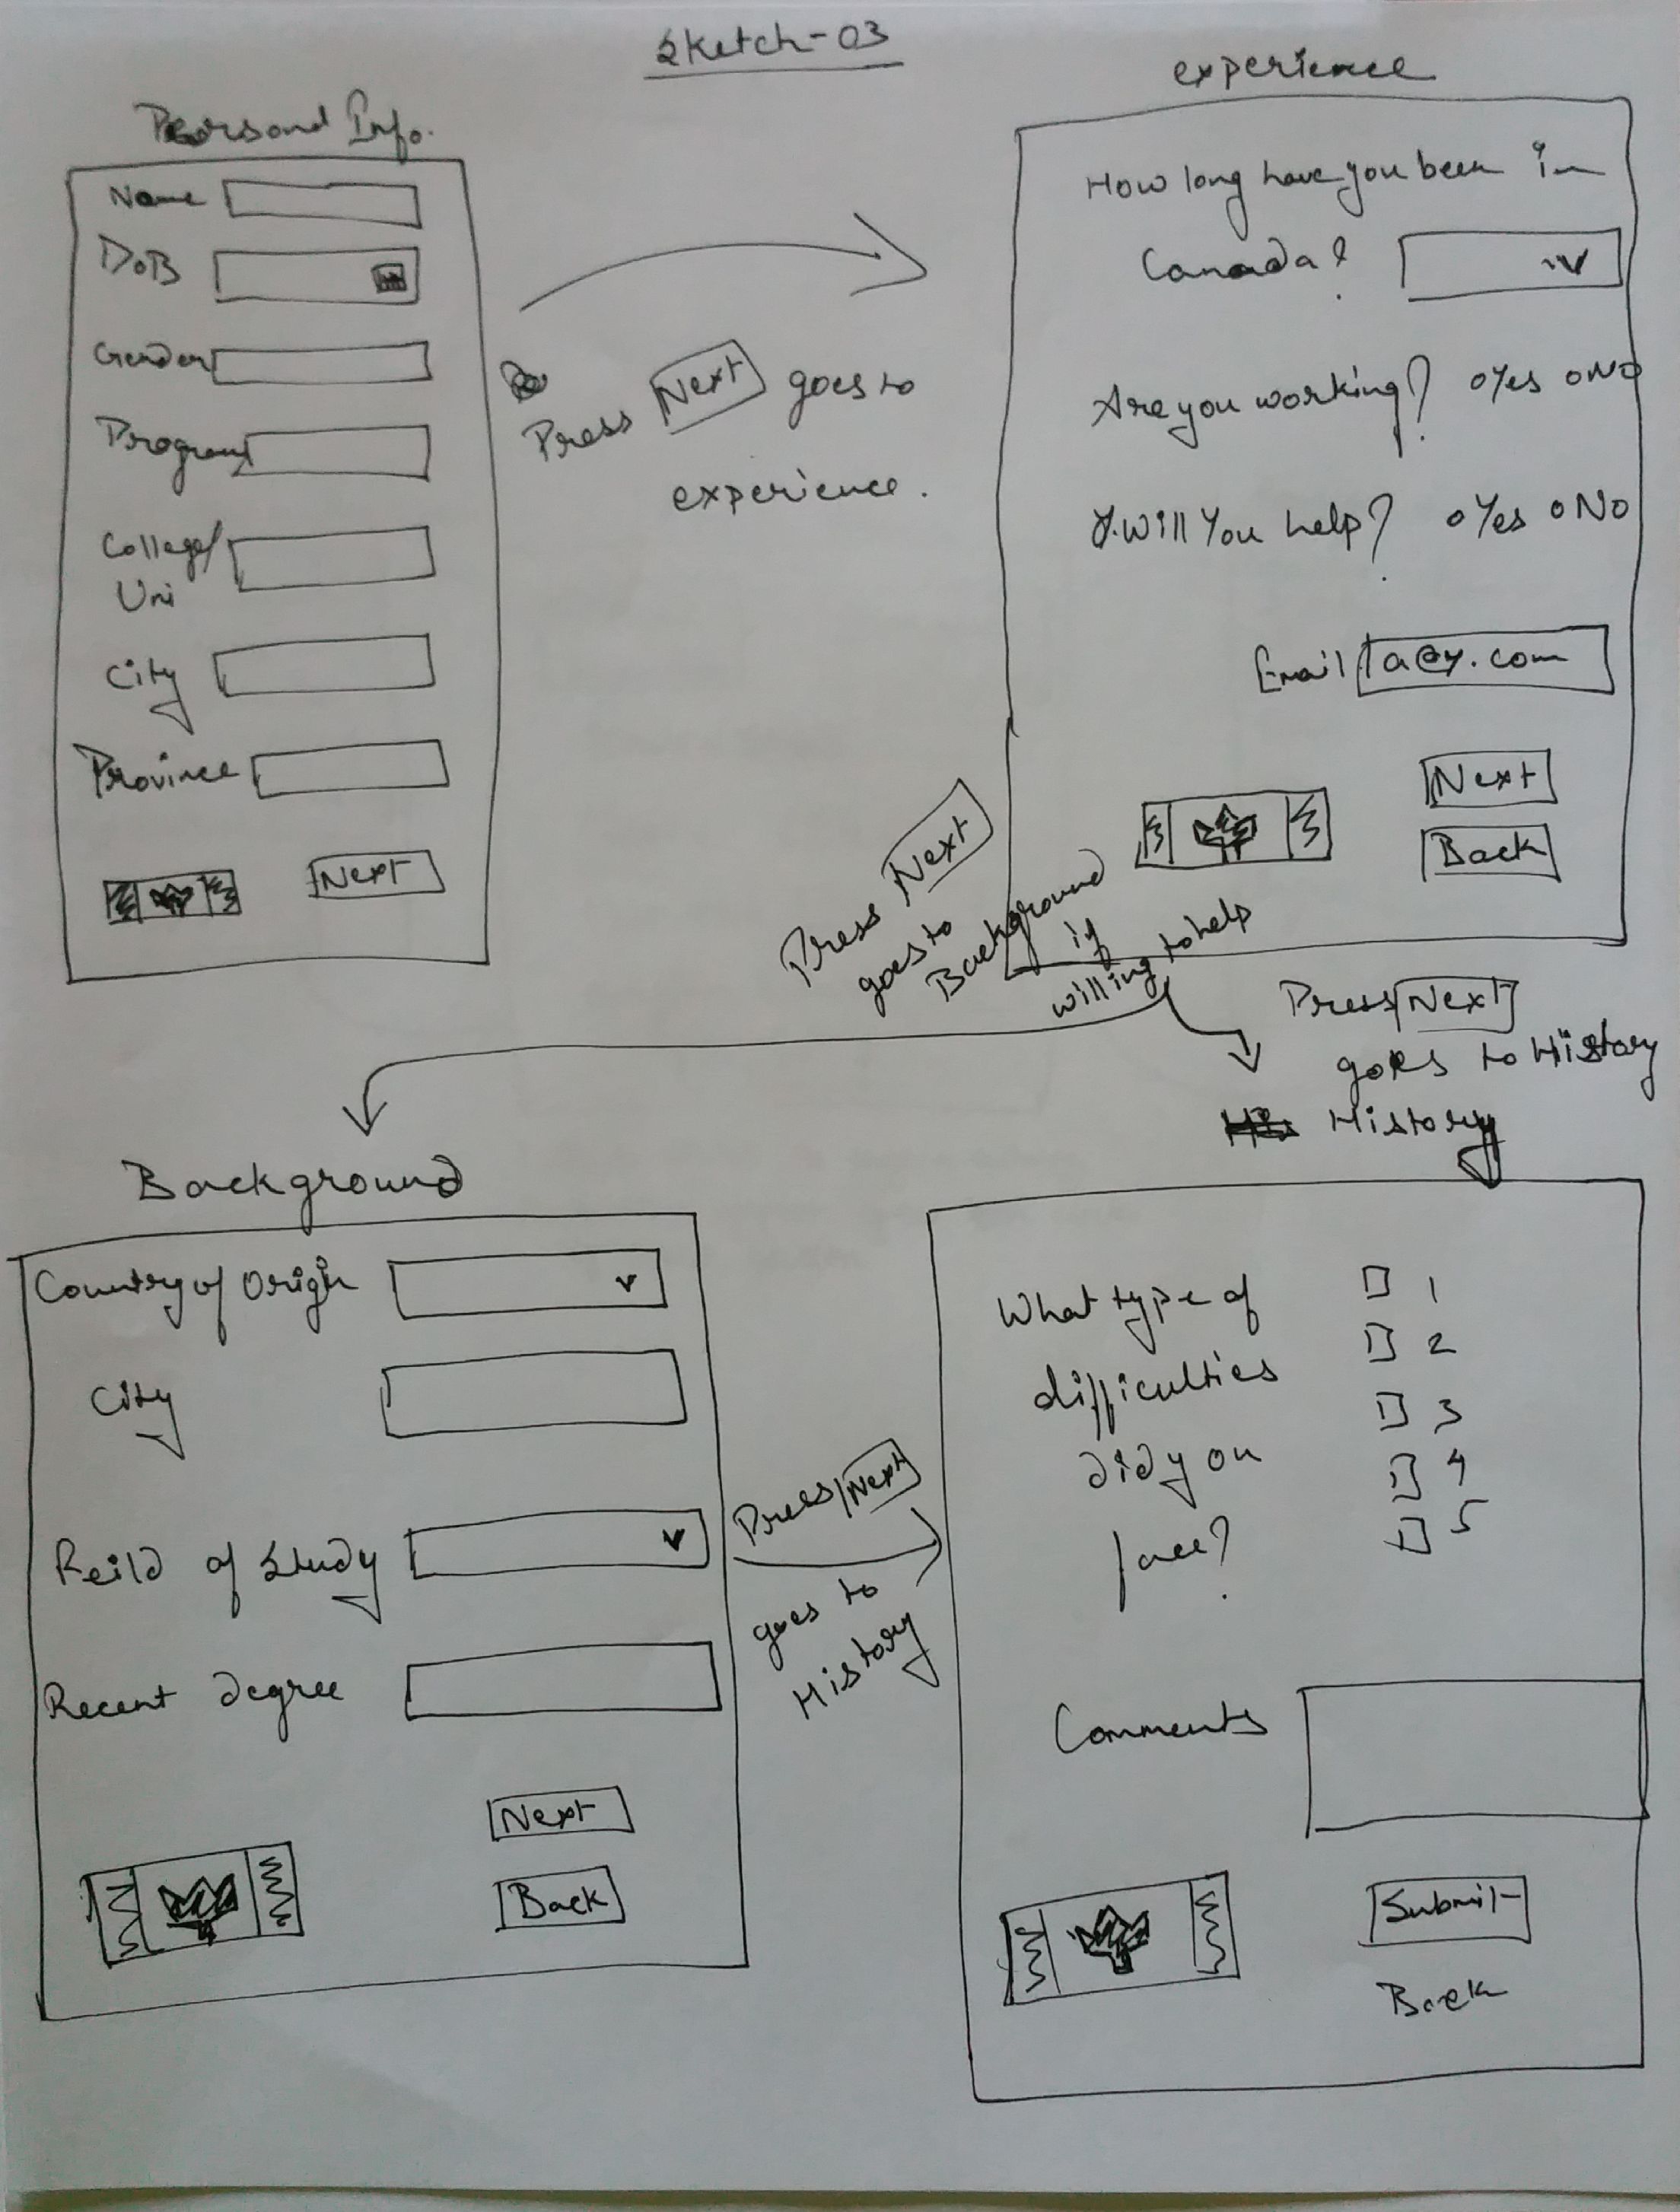 Sketch-03
Personal Info.
Name
DOB
Gender
Program
College/
Uni
City
Province
Next
Press Next goes to
experience.
experience
How long have you been in
Canada?
Are you working? o Yes o NO
Will You help? o Yes o NO
Email a@y.com
Next
Back
Press Next
goes to
Background
if
willing to help
Press Next
goes to History
History
Background
Country of Origin
City
Feild of Study
Recent degree
Next
Back
Press Next
goes to
History
What type of
difficulties
did you
face?
1
2
3
4
5
Comments
Submit
Back